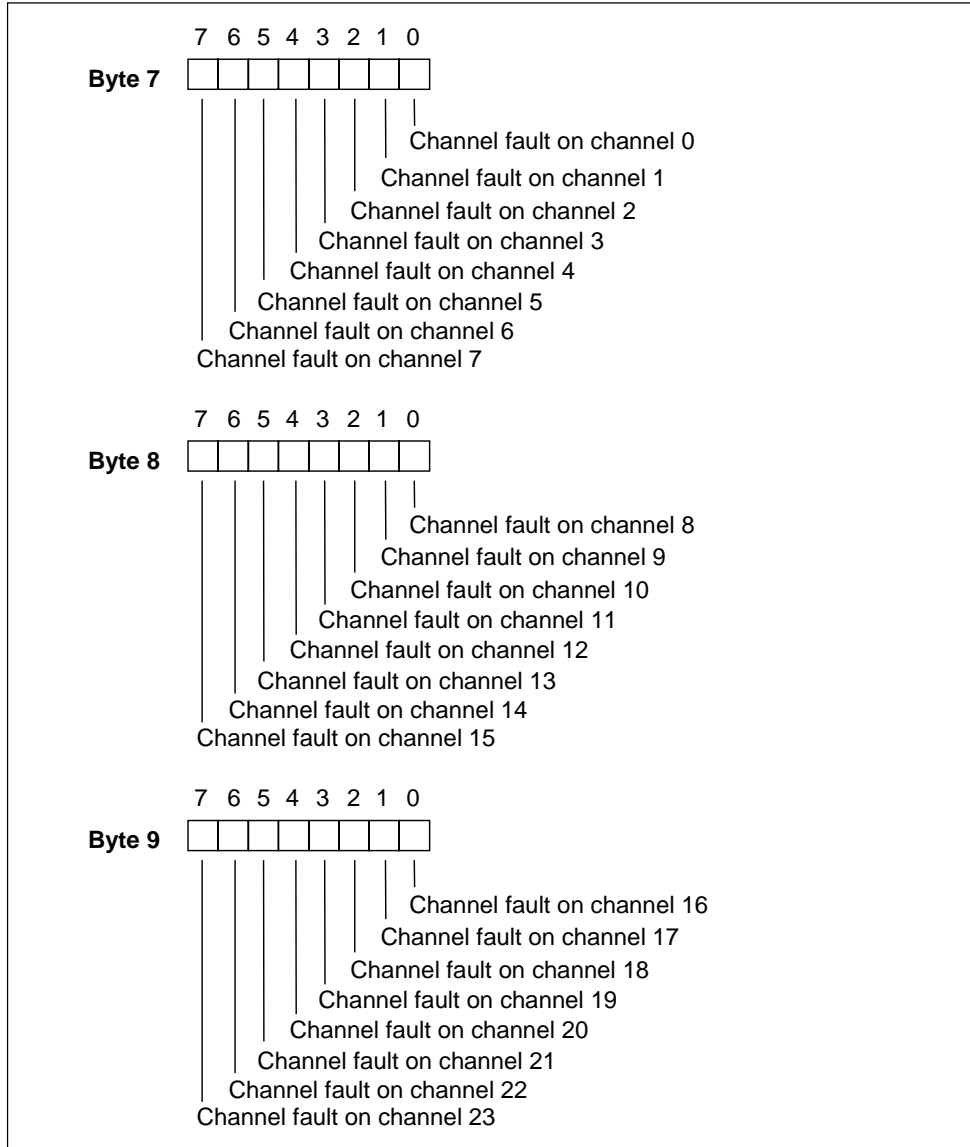 7 6 5 4 3 2 1 0
Byte 7
Channel fault on channel 0
Channel fault on channel 1
Channel fault on channel 2
Channel fault on channel 3
Channel fault on channel 4
Channel fault on channel 5
Channel fault on channel 6
Channel fault on channel 7
7 6 5 4 3 2 1 0
Byte 8
Channel fault on channel 8
Channel fault on channel 9
Channel fault on channel 10
Channel fault on channel 11
Channel fault on channel 12
Channel fault on channel 13
Channel fault on channel 14
Channel fault on channel 15
7 6 5 4 3 2 1 0
Byte 9
Channel fault on channel 16
Channel fault on channel 17
Channel fault on channel 18
Channel fault on channel 19
Channel fault on channel 20
Channel fault on channel 21
Channel fault on channel 22
Channel fault on channel 23